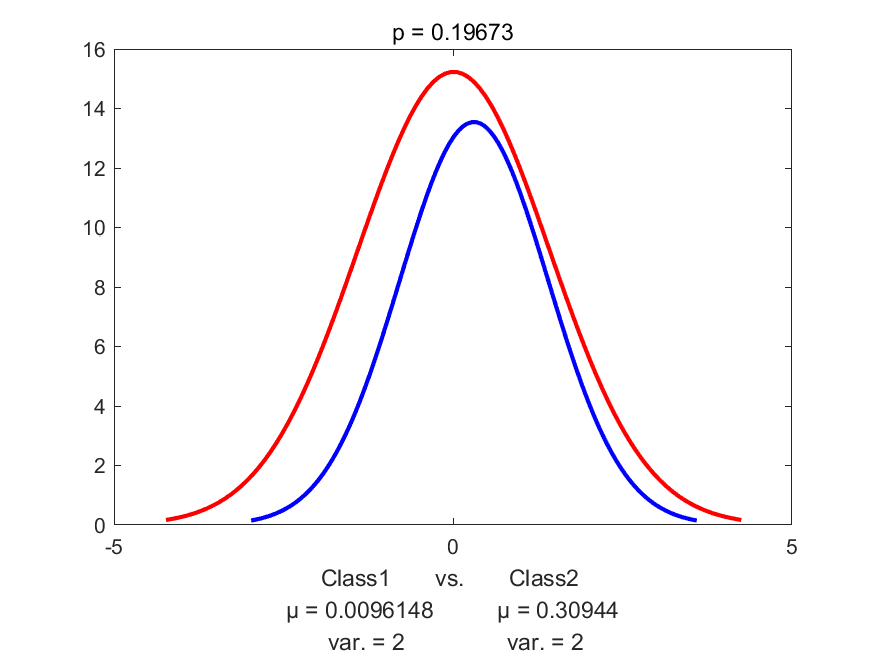 p = 0.19673
16
14
12
10
8
6
4
2
0
-5 0 5
Class1 vs. Class2
μ = 0.0096148 μ = 0.30944
var. = 2 var. = 2